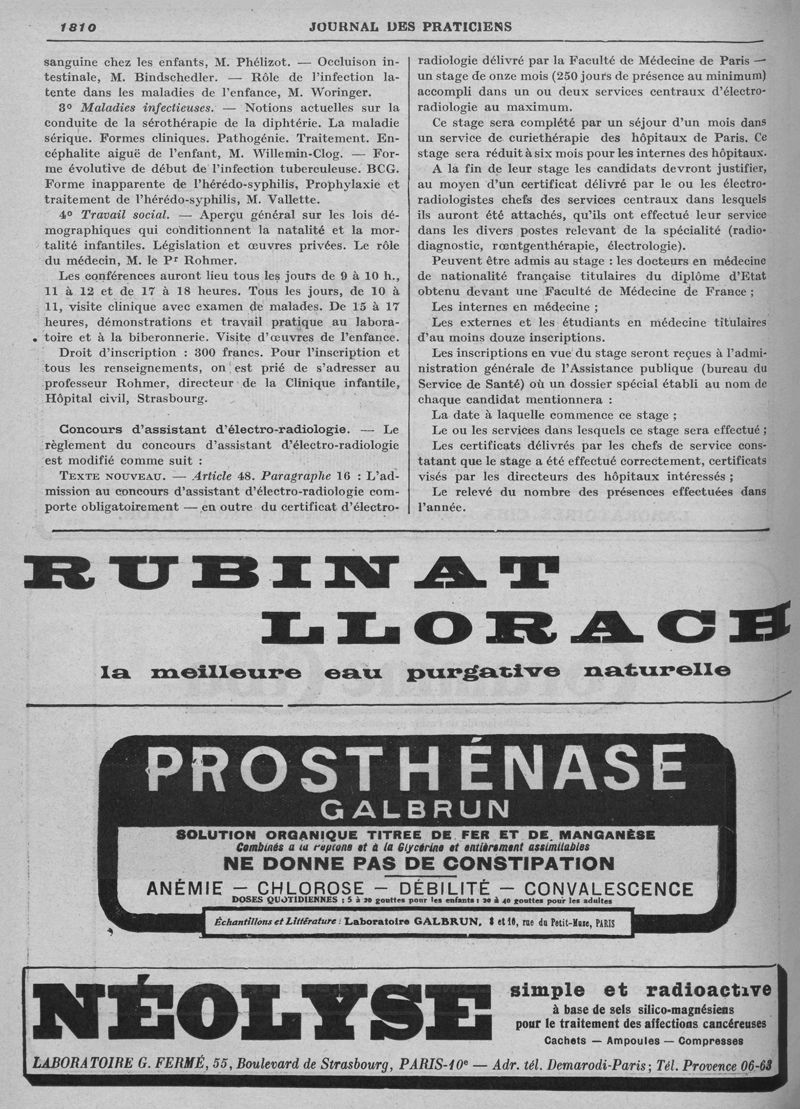 1810
JOURNAL DES PRATICIENS
sanguine chez les enfants, M. Phélizot. — Occluison in-
testinale, M. Bindschedler. — Rôle de l'infection la-
tente dans les maladies de l'enfance, M. Woringer.
3° Maladies infectieuses. — Notions actuelles sur la
conduite de la sérothérapie de la diphtérie. La maladie
sérique. Formes cliniques. Pathogénie. Traitement. En-
céphalite aiguë de l'enfant, M. Willemin-Clog. — For-
me évolutive de début de l'infection tuberculeuse. BCG.
Forme inapparente de l'hérédo-syphilis, Prophylaxie et
traitement de l'hérédo-syphilis, M. Vallette.
4° Travail social. — Aperçu général sur les lois dé-
mographiques qui conditionnent la natalité et la mor-
talité infantiles. Législation et œuvres privées. Le rôle
du médecin, M. le Pr Rohmer.
Les conférences auront lieu tous les jours de 9 à 10 h.,
11 à 12 et de 17 à 18 heures. Tous les jours, de 10 à
11, visite clinique avec examen de malades. De 15 à 17
heures, démonstrations et travail pratique au labora-
toire et à la biberonnerie. Visite d'œuvres de l'enfance.
Droit d'inscription : 300 francs. Pour l'inscription et
tous les renseignements, on est prié de s'adresser au
professeur Rohmer, directeur de la Clinique infantile,
Hôpital civil, Strasbourg.
Concours d'assistant d'électro-radiologie. — Le
règlement du concours d'assistant d'électro-radiologie
est modifié comme suit :
TEXTE NOUVEAU. — Article 48. Paragraphe 16 : L'ad-
mission au concours d'assistant d'électro-radiologie com-
porte obligatoirement — en outre du certificat d'électro-
radiologie délivré par la Faculté de Médecine de Paris —
un stage de onze mois (250 jours de présence au minimum)
accompli dans un ou deux services centraux d'électro-
radiologie au maximum.
Ce stage sera complété par un séjour d'un mois dans
un service de curiethérapie des hôpitaux de Paris. Ce
stage sera réduit à six mois pour les internes des hôpitaux.
A la fin de leur stage les candidats devront justifier,
au moyen d'un certificat délivré par le ou les électro-
radiologistes chefs des services centraux dans lesquels
ils auront été attachés, qu'ils ont effectué leur service
dans les divers postes relevant de la spécialité (radio-
diagnostic, rœntgenthérapie, électrologie).
Peuvent être admis au stage : les docteurs en médecine
de nationalité française titulaires du diplôme d'Etat
obtenu devant une Faculté de Médecine de France ;
Les internes en médecine ;
Les externes et les étudiants en médecine titulaires
d'au moins douze inscriptions.
Les inscriptions en vue du stage seront reçues à l'admi-
nistration générale de l'Assistance publique (bureau du
Service de Santé) où un dossier spécial établi au nom de
chaque candidat mentionnera :
La date à laquelle commence ce stage ;
Le ou les services dans lesquels ce stage sera effectué ;
Les certificats délivrés par les chefs de service cons-
tatant que le stage a été effectué correctement, certificats
visés par les directeurs des hôpitaux intéressés ;
Le relevé du nombre des présences effectuées dans
l'année.
RUBINAT
LLORACH
la meilleure eau purgative naturelle
PROSTHÉNASE
GALBRUN
SOLUTION ORGANIQUE TITREE DE FER ET DE MANGANÈSE
Combinés a la Peptone et à la Glycérine et entièrement assimilables
NE DONNE PAS DE CONSTIPATION
ANÉMIE — CHLOROSE — DÉBILITÉ — CONVALESCENCE
DOSES QUOTIDIENNES : 5 à 20 gouttes pour les enfants : 20 à 40 gouttes pour les adultes
Échantillons et Littérature : Laboratoire GALBRUN, 8 et 10, rue du Petit-Musc, PARIS
NÉOLYSE
simple et radioactive
à base de sels silico-magnésiens
pour le traitement des affections cancéreuses
Cachets — Ampoules — Compresses
LABORATOIRE G. FERMÉ, 55, Boulevard de Strasbourg, PARIS-10e — Adr. tél. Demarodi-Paris ; Tél. Provence 06-63